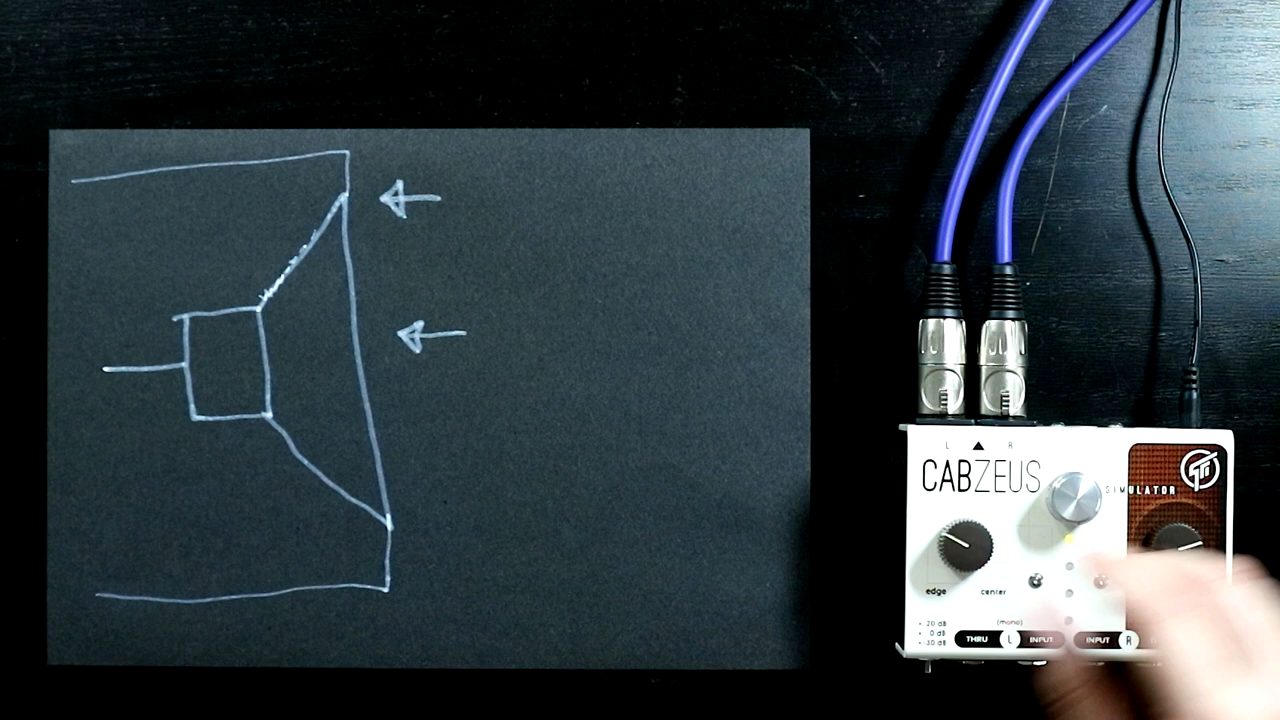 L R
CABZEUS
SIMULATOR
edge center
20 dB
0 dB
-30 dB
(mono)
THRU L INPUT INPUT R